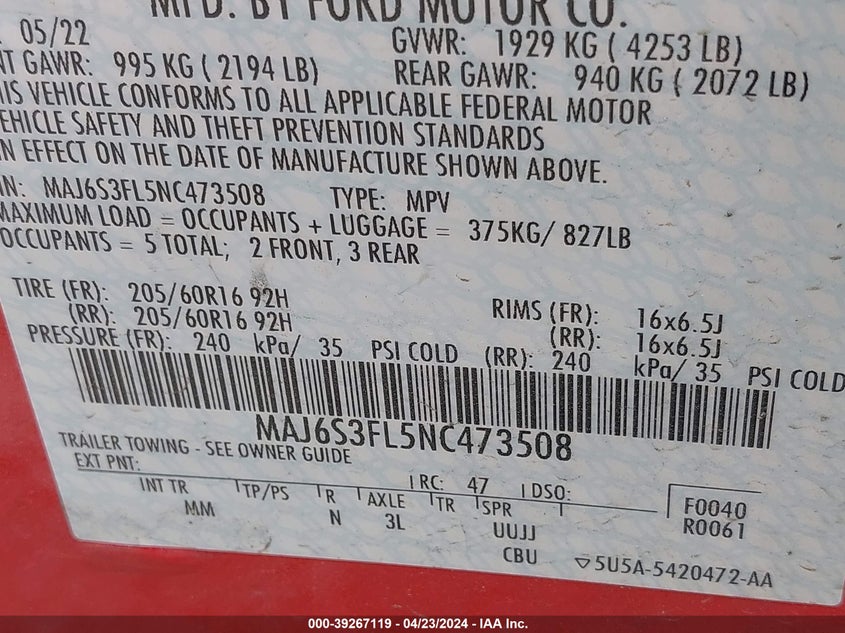 MFD. BY FORD MOTOR CO.
05/22 GVWR: 1929 KG ( 4253 LB)
NT GAWR: 995 KG ( 2194 LB) REAR GAWR: 940 KG ( 2072 LB)
HIS VEHICLE CONFORMS TO ALL APPLICABLE FEDERAL MOTOR
EHICLE SAFETY AND THEFT PREVENTION STANDARDS
N EFFECT ON THE DATE OF MANUFACTURE SHOWN ABOVE.
IN: MAJ6S3FL5NC473508 TYPE: MPV
MAXIMUM LOAD = OCCUPANTS + LUGGAGE = 375KG/ 827LB
OCCUPANTS = 5 TOTAL; 2 FRONT, 3 REAR
TIRE (FR): 205/60R16 92H RIMS (FR): 16x6.5J
(RR): 205/60R16 92H (RR): 16x6.5J
PRESSURE (FR): 240 kPa/ 35 PSI COLD (RR): 240 kPa/ 35 PSI COLD
MAJ6S3FL5NC473508
TRAILER TOWING - SEE OWNER GUIDE
EXT PNT: RC: 47 DSO:
INT TR TP/PS R AXLE TR SPR F0040
MM N 3L UUJJ R0061
CBU 5U5A-5420472-AA
000-39267119 - 04/23/2024 - IAA Inc.